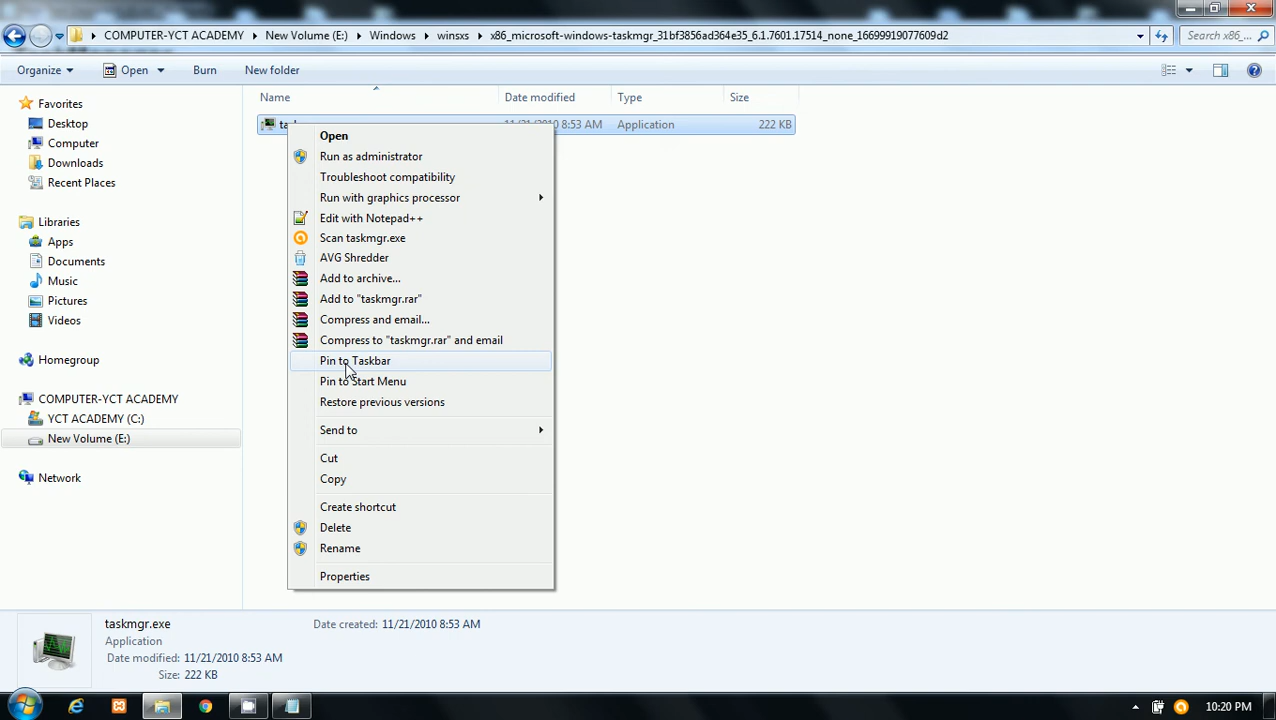 COMPUTER-YCT ACADEMY New Volume (E:) Windows winsxs x86_microsoft-windows-taskmgr_31bf3856ad364e35_6.1.7601.17514_none_16699919077609d2 Search x86_...
Organize Open Burn New folder
Name Date modified Type Size
8:53 AM Application 222 KB
Favorites
Desktop
Computer
Downloads
Recent Places
Libraries
Apps
Documents
Music
Pictures
Videos
Homegroup
COMPUTER-YCT ACADEMY
YCT ACADEMY (C:)
New Volume (E:)
Network
Open
Run as administrator
Troubleshoot compatibility
Run with graphics processor
Edit with Notepad++
Scan taskmgr.exe
AVG Shredder
Add to archive...
Add to "taskmgr.rar"
Compress and email...
Compress to "taskmgr.rar" and email
Pin to Taskbar
Pin to Start Menu
Restore previous versions
Send to
Cut
Copy
Create shortcut
Delete
Rename
Properties
taskmgr.exe Date created: 11/21/2010 8:53 AM
Application
Date modified: 11/21/2010 8:53 AM
Size: 222 KB
10:20 PM